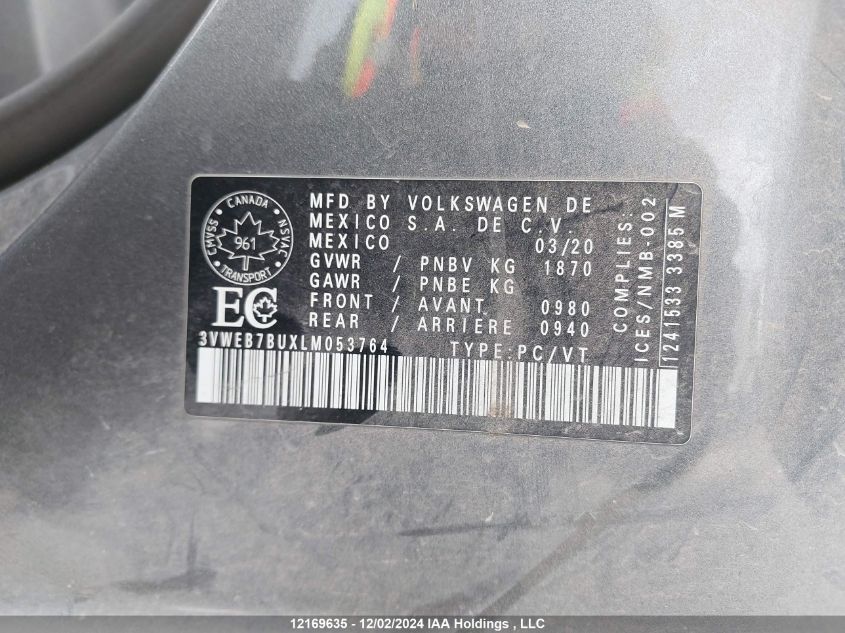 CANADA
CMVSS NSVAC
961
TRANSPORT
EC
MFD BY VOLKSWAGEN DE
MEXICO S.A. DE C.V.
MEXICO 03/20
GVWR / PNBV KG 1870
GAWR / PNBE KG
FRONT / AVANT 0980
REAR / ARRIERE 0940
3VWEB7BUXLM053764 TYPE:PC/VT
COMPLIES:
ICES/NMB-002
1241533 3385 M
12169635 - 12/02/2024 IAA Holdings , LLC